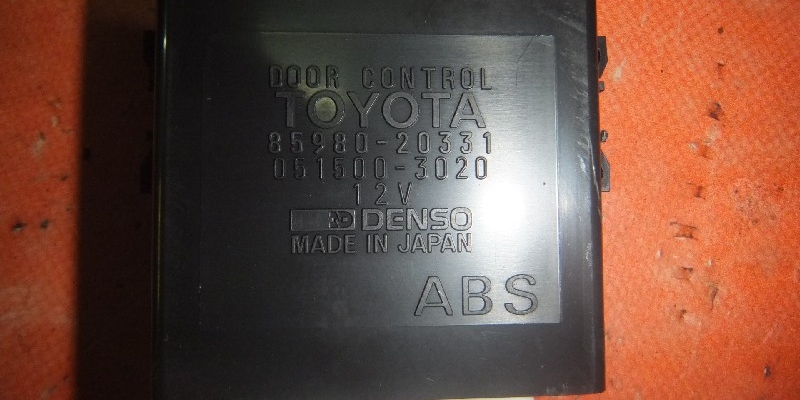 DOOR CONTROL
TOYOTA
85980-20331
051500-3020
12V
DENSO
MADE IN JAPAN
ABS